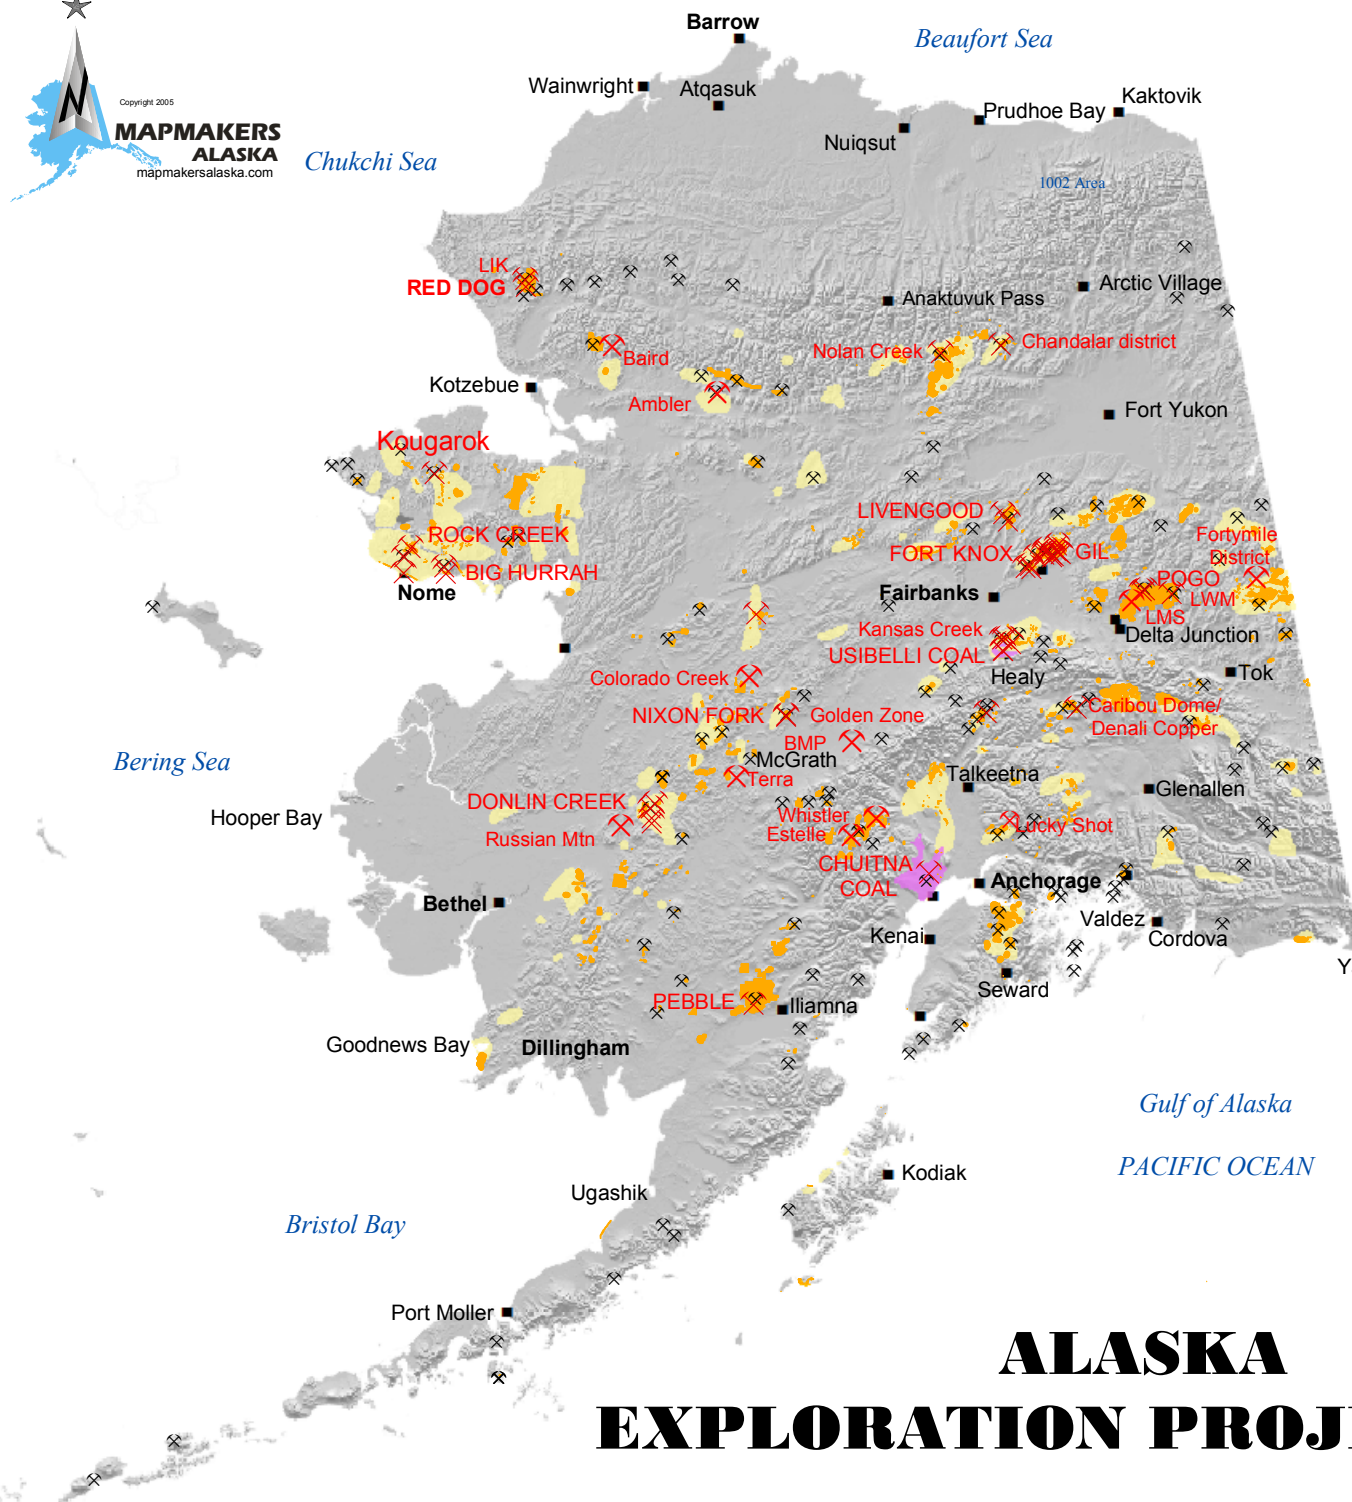 Barrow
Beaufort Sea
Wainwright
Atqasuk
Kaktovik
Prudhoe Bay
Nuiqsut
N
Copyright 2005
MAPMAKERS
ALASKA
mapmakersalaska.com
Chukchi Sea
1002 Area
LIK
RED DOG
Arctic Village
Anaktuvuk Pass
Chandalar district
Nolan Creek
Baird
Kotzebue
Ambler
Fort Yukon
Kougarok
LIVENGOOD
ROCK CREEK
Fortymile
District
FORT KNOX
GIL
BIG HURRAH
POGO
Nome
Fairbanks
LWM
LMS
Kansas Creek
Delta Junction
USIBELLI COAL
Healy
Tok
Colorado Creek
NIXON FORK
Golden Zone
Caribou Dome/
Denali Copper
BMP
McGrath
Bering Sea
Terra
Talkeetna
Glenallen
DONLIN CREEK
Hooper Bay
Whistler
Estelle
Lucky Shot
Russian Mtn
CHUITNA
COAL
Anchorage
Bethel
Valdez
Cordova
Kenai
Y
Seward
PEBBLE
Iliamna
Goodnews Bay
Dillingham
Gulf of Alaska
PACIFIC OCEAN
Kodiak
Ugashik
Bristol Bay
Port Moller
ALASKA
EXPLORATION PROJ